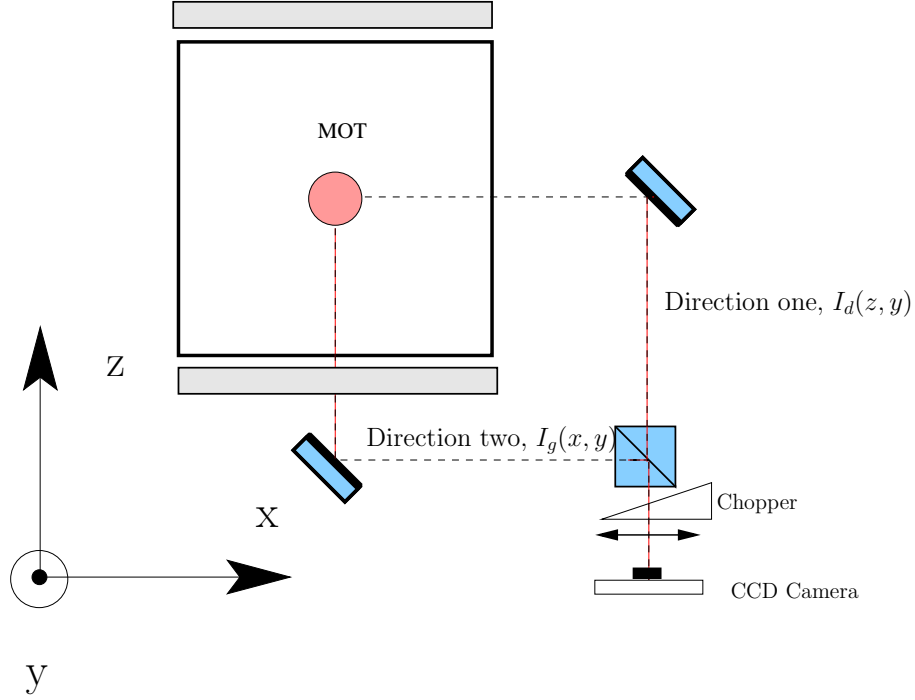 MOT
Direction one, I_d(z, y)
Z
Direction two, I_g(x, y)
X
Chopper
CCD Camera
y